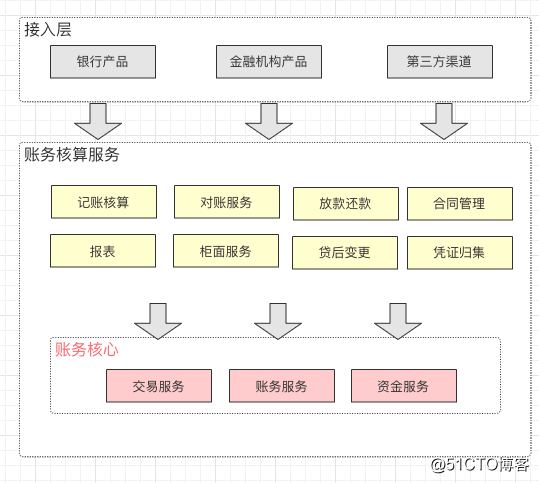 接入层
银行产品
金融机构产品
第三方渠道
账务核算服务
记账核算
对账服务
放款还款
合同管理
报表
柜面服务
贷后变更
凭证归集
账务核心
交易服务
账务服务
资金服务
@51CTO博客